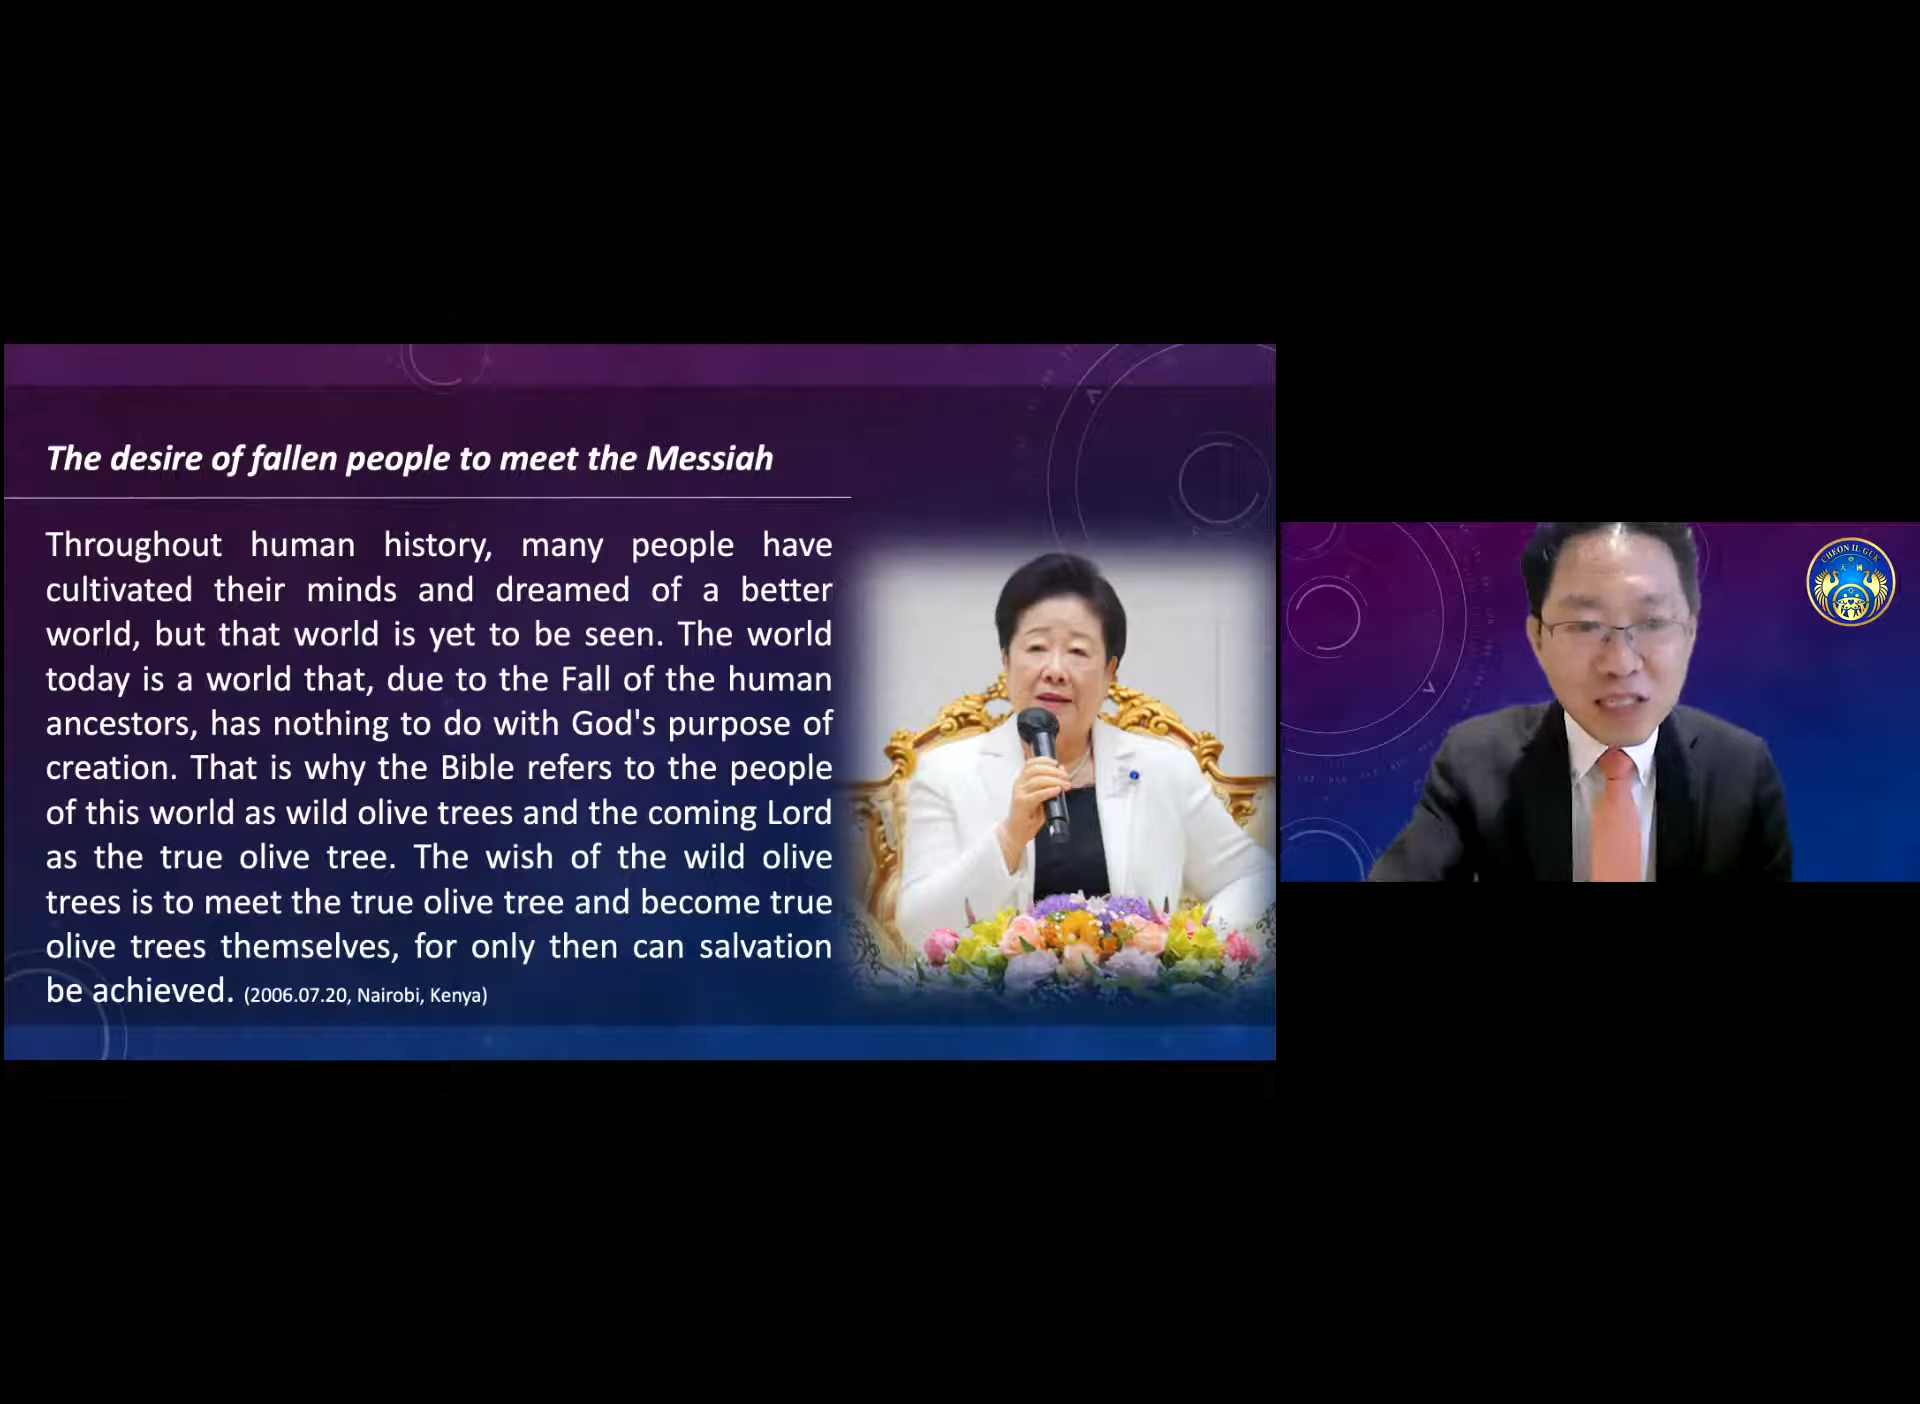 The desire of fallen people to meet the Messiah
Throughout human history, many people have
cultivated their minds and dreamed of a better
world, but that world is yet to be seen. The world
today is a world that, due to the Fall of the human
ancestors, has nothing to do with God's purpose of
creation. That is why the Bible refers to the people
of this world as wild olive trees and the coming Lord
as the true olive tree. The wish of the wild olive
trees is to meet the true olive tree and become true
olive trees themselves, for only then can salvation
be achieved. (2006.07.20, Nairobi, Kenya)
CHEON IL GUK